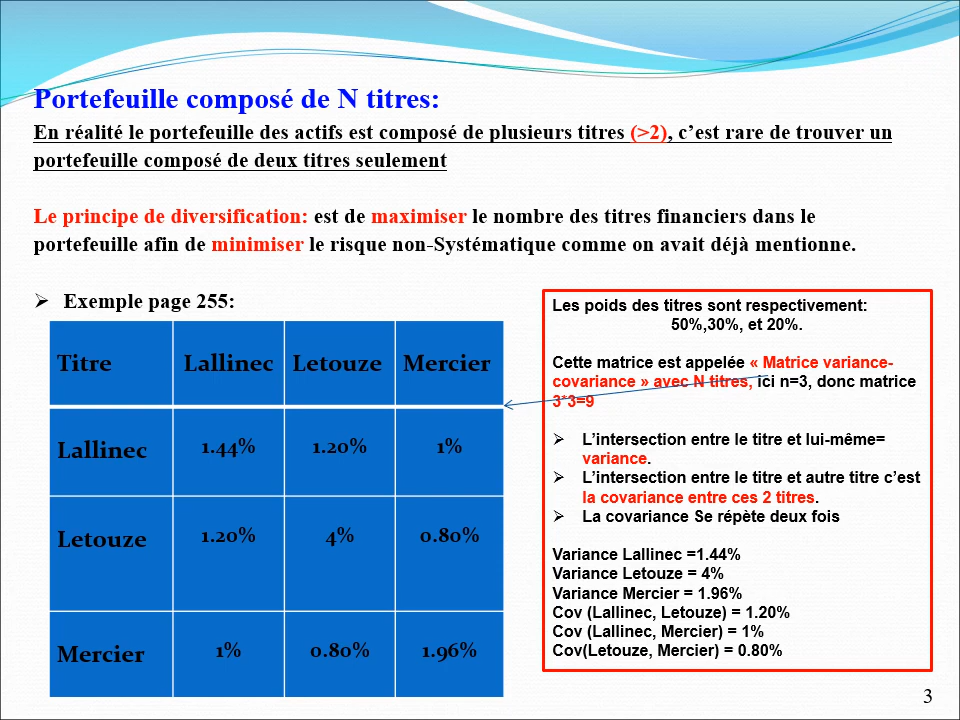 Portefeuille composé de N titres:
En réalité le portefeuille des actifs est composé de plusieurs titres (>2), c’est rare de trouver un
portefeuille composé de deux titres seulement
Le principe de diversification: est de maximiser le nombre des titres financiers dans le
portefeuille afin de minimiser le risque non-Systématique comme on avait déjà mentionne.
➢ Exemple page 255:
Titre Lallinec Letouze Mercier
Lallinec 1.44% 1.20% 1%
Letouze 1.20% 4% 0.80%
Mercier 1% 0.80% 1.96%
Les poids des titres sont respectivement:
50%,30%, et 20%.
Cette matrice est appelée « Matrice variance-
covariance » avec N titres, ici n=3, donc matrice
3*3=9
➢ L’intersection entre le titre et lui-même=
variance.
➢ L’intersection entre le titre et autre titre c’est
la covariance entre ces 2 titres.
➢ La covariance Se répète deux fois
Variance Lallinec =1.44%
Variance Letouze = 4%
Variance Mercier = 1.96%
Cov (Lallinec, Letouze) = 1.20%
Cov (Lallinec, Mercier) = 1%
Cov(Letouze, Mercier) = 0.80%
3